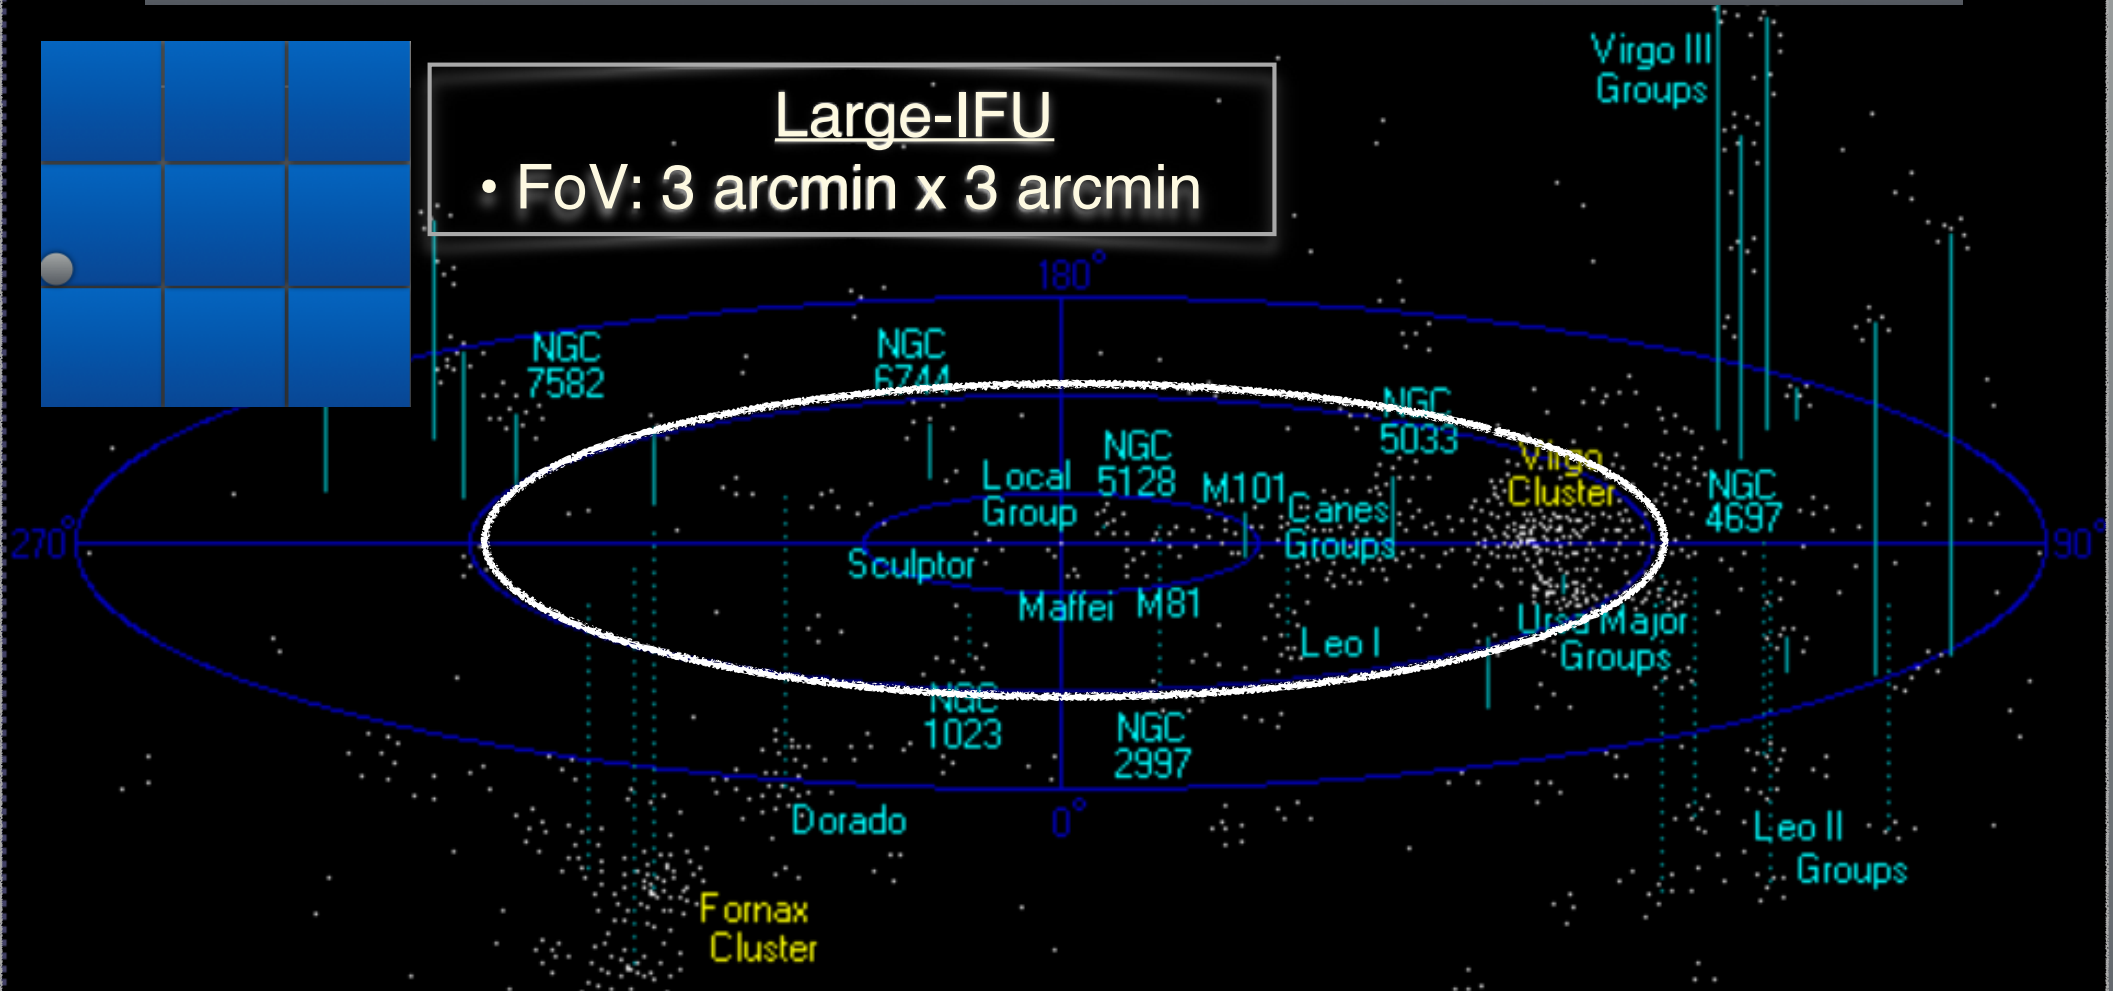 Large-IFU
• FoV: 3 arcmin x 3 arcmin
Virgo III
Groups
180°
NGC
7582
NGC
6744
NGC
5033
Virgo
Cluster
NGC
5128
Local
Group
M101
Canes
Groups
NGC
4697
270°
90°
Sculptor
Maffei
M81
Leo I
Ursa Major
Groups
NGC
1023
NGC
2997
Dorado
0°
Leo II
Groups
Fornax
Cluster